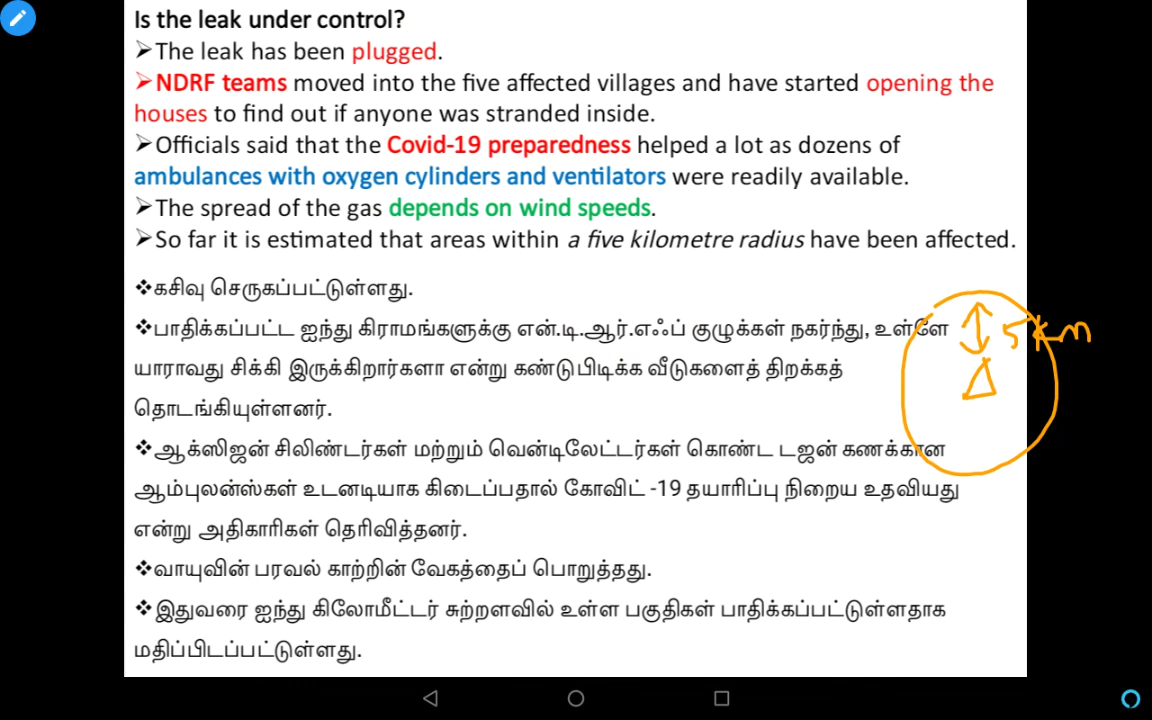 Is the leak under control?
➢The leak has been plugged.
➢NDRF teams moved into the five affected villages and have started opening the
houses to find out if anyone was stranded inside.
➢Officials said that the Covid-19 preparedness helped a lot as dozens of
ambulances with oxygen cylinders and ventilators were readily available.
➢The spread of the gas depends on wind speeds.
➢So far it is estimated that areas within a five kilometre radius have been affected.
❖கசிவு செருகப்பட்டுள்ளது.
❖பாதிக்கப்பட்ட ஐந்து கிராமங்களுக்கு என்.டி.ஆர்.எஃப் குழுக்கள் நகர்ந்து, உள்ளே
யாராவது சிக்கி இருக்கிறார்களா என்று கண்டுபிடிக்க வீடுகளைத் திறக்கத்
தொடங்கியுள்ளனர்.
❖ஆக்ஸிஜன் சிலிண்டர்கள் மற்றும் வென்டிலேட்டர்கள் கொண்ட டஜன் கணக்கான
ஆம்புலன்ஸ்கள் உடனடியாக கிடைப்பதால் கோவிட் -19 தயாரிப்பு நிறைய உதவியது
என்று அதிகாரிகள் தெரிவித்தனர்.
❖வாயுவின் பரவல் காற்றின் வேகத்தைப் பொறுத்தது.
❖இதுவரை ஐந்து கிலோமீட்டர் சுற்றளவில் உள்ள பகுதிகள் பாதிக்கப்பட்டுள்ளதாக
மதிப்பிடப்பட்டுள்ளது.
5km